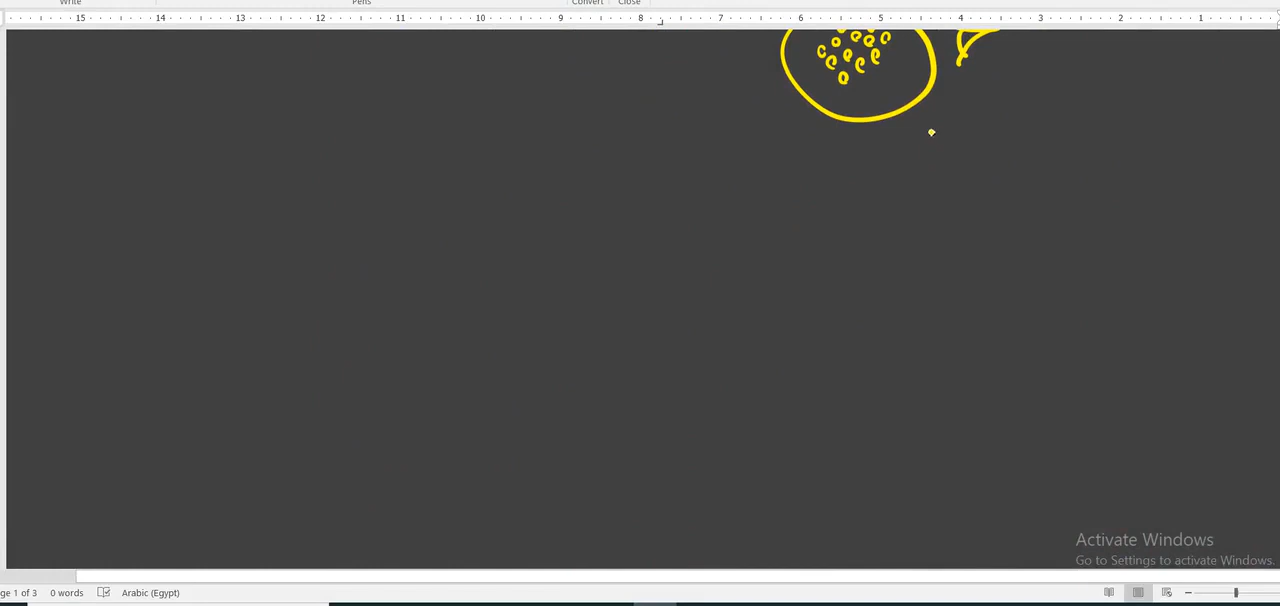 Write Pens Convert Close
15 14 13 12 11 10 9 8 7 6 5 4 3 2 1
Activate Windows
Go to Settings to activate Windows.
ge 1 of 3 0 words Arabic (Egypt)